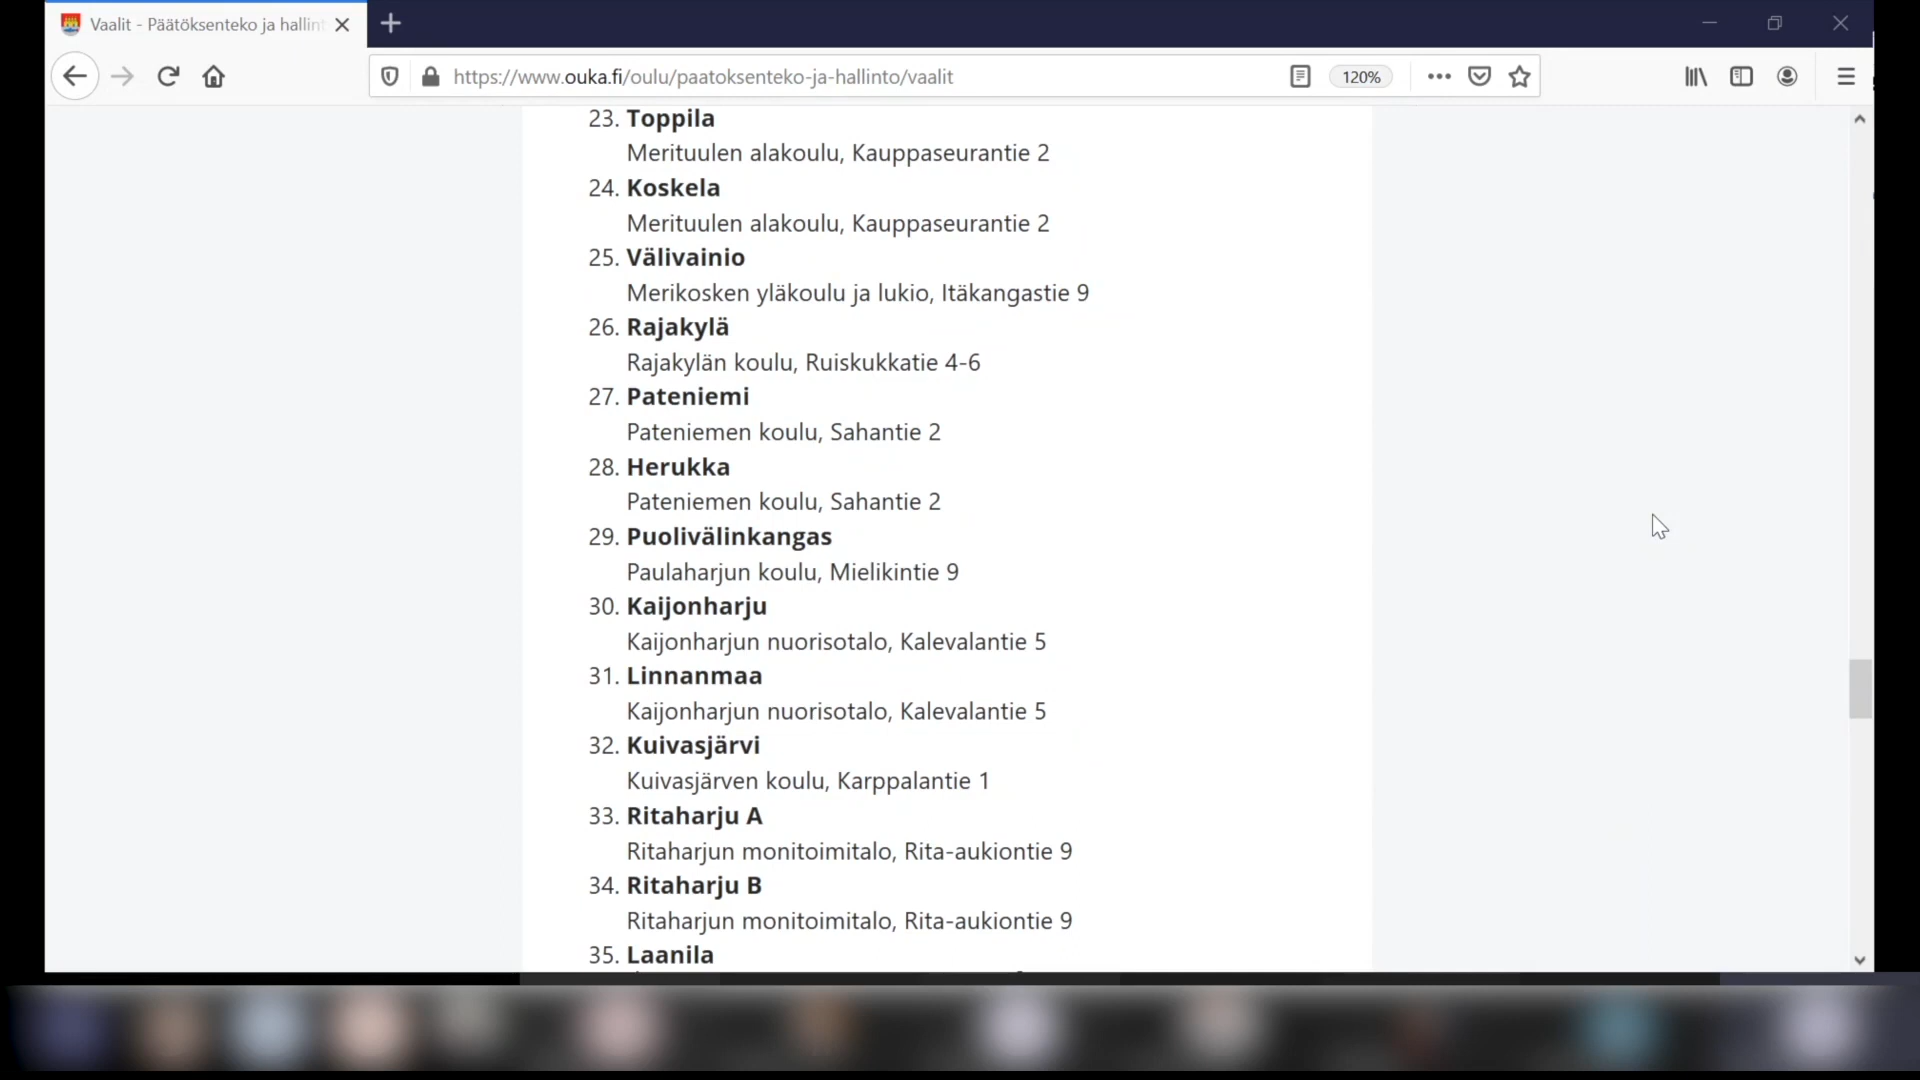 Vaalit - Päätöksenteko ja hallint
https://www.ouka.fi/oulu/paatoksenteko-ja-hallinto/vaalit
120%
23. Toppila
Merituulen alakoulu, Kauppaseurantie 2
24. Koskela
Merituulen alakoulu, Kauppaseurantie 2
25. Välivainio
Merikosken yläkoulu ja lukio, Itäkangastie 9
26. Rajakylä
Rajakylän koulu, Ruiskukkatie 4-6
27. Pateniemi
Pateniemen koulu, Sahantie 2
28. Herukka
Pateniemen koulu, Sahantie 2
29. Puolivälinkangas
Paulaharjun koulu, Mielikintie 9
30. Kaijonharju
Kaijonharjun nuorisotalo, Kalevalantie 5
31. Linnanmaa
Kaijonharjun nuorisotalo, Kalevalantie 5
32. Kuivasjärvi
Kuivasjärven koulu, Karppalantie 1
33. Ritaharju A
Ritaharjun monitoimitalo, Rita-aukiontie 9
34. Ritaharju B
Ritaharjun monitoimitalo, Rita-aukiontie 9
35. Laanila